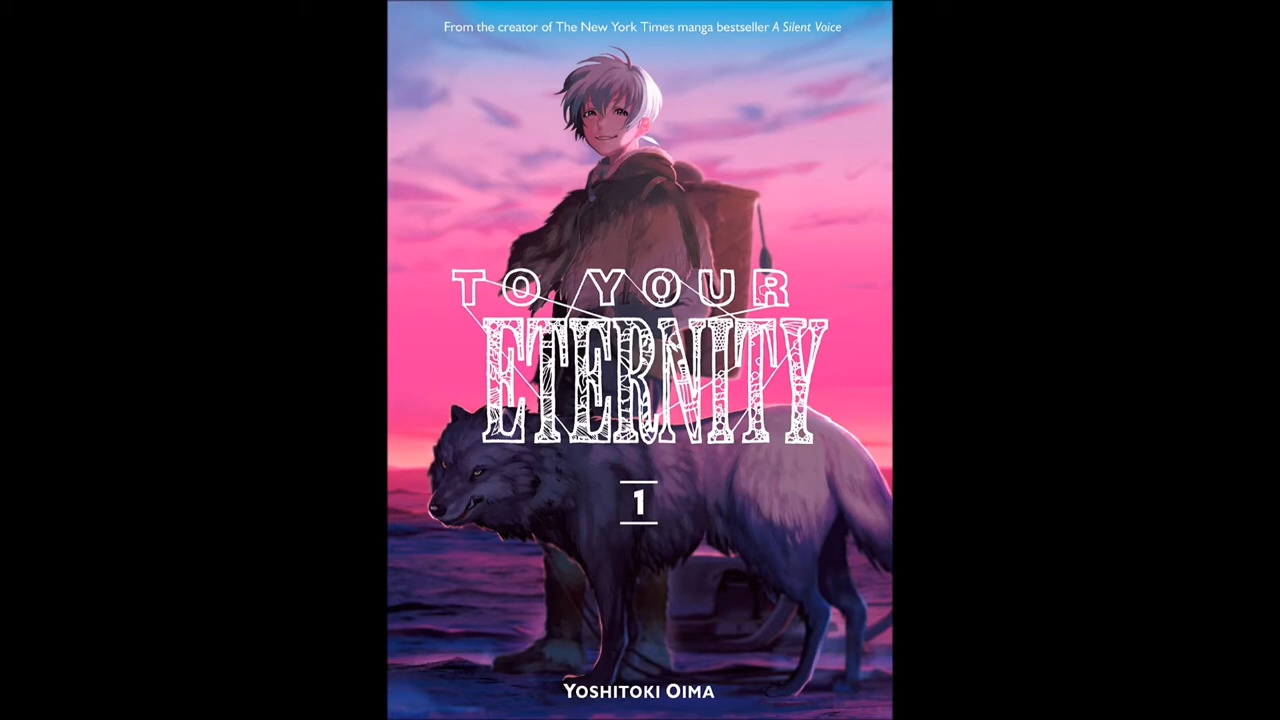 From the creator of The New York Times manga bestseller A Silent Voice
TO YOUR
ETERNITY
1
YOSHITOKI OIMA